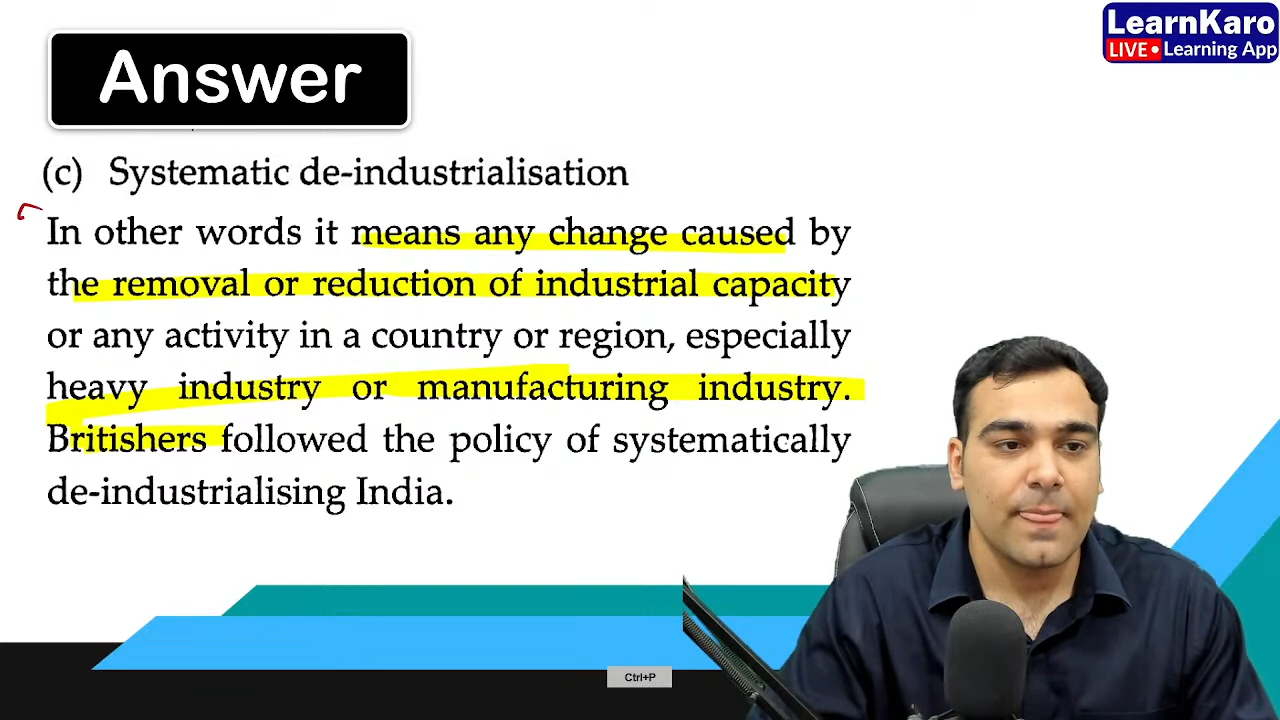 LearnKaro
LIVE • Learning App
Answer
(c) Systematic de-industrialisation
In other words it means any change caused by
the removal or reduction of industrial capacity
or any activity in a country or region, especially
heavy industry or manufacturing industry.
Britishers followed the policy of systematically
de-industrialising India.
Ctrl+P